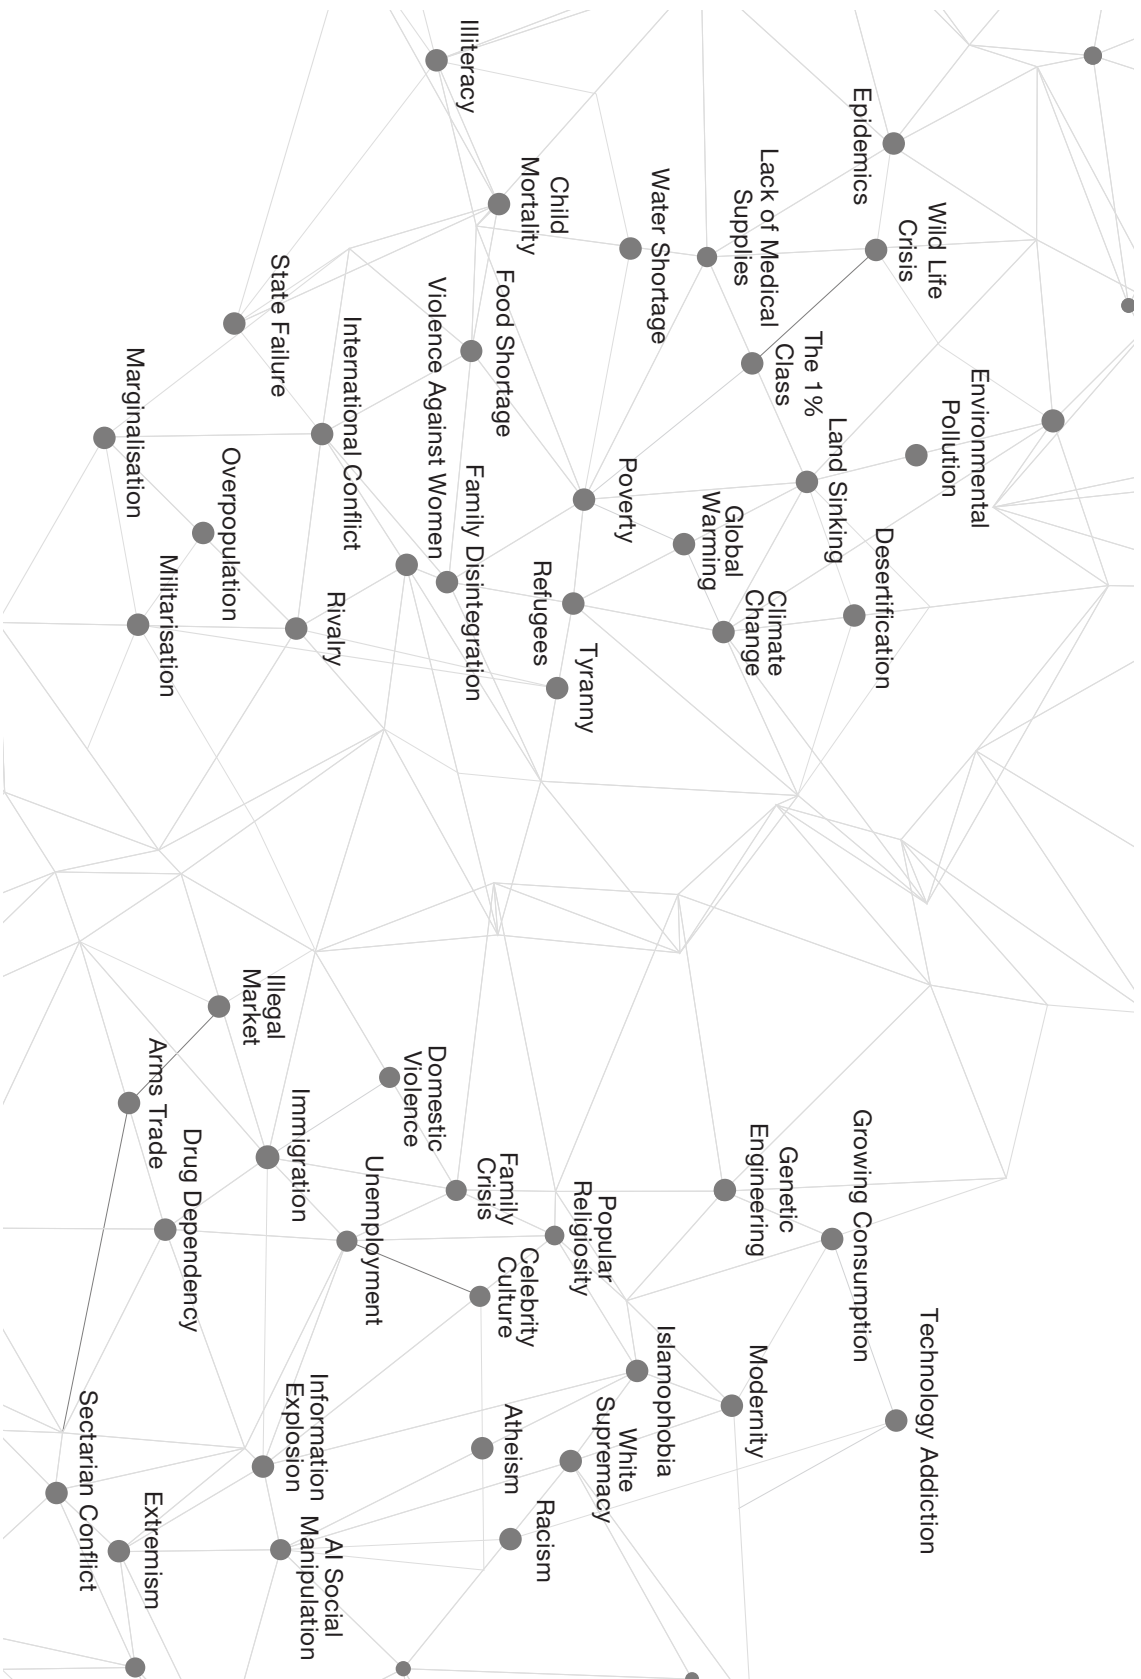 Illiteracy
Epidemics
Lack of Medical
Supplies
Child
Mortality
Water Shortage
Wild Life
Crisis
State Failure
Food Shortage
Violence Against Women
International Conflict
The 1%
Class
Marginalisation
Environmental
Pollution
Land Sinking
Overpopulation
Poverty
Family Disintegration
Global
Warming
Desertification
Militarisation
Refugees
Climate
Change
Rivalry
Tyranny
Illegal
Market
Arms Trade
Domestic
Violence
Immigration
Growing Consumption
Genetic
Engineering
Drug Dependency
Family
Crisis
Unemployment
Popular
Religiosity
Celebrity
Culture
Technology Addiction
Islamophobia
Modernity
Information
Explosion
Sectarian Conflict
White
Supremacy
Atheism
Extremism
Racism
AI Social
Manipulation